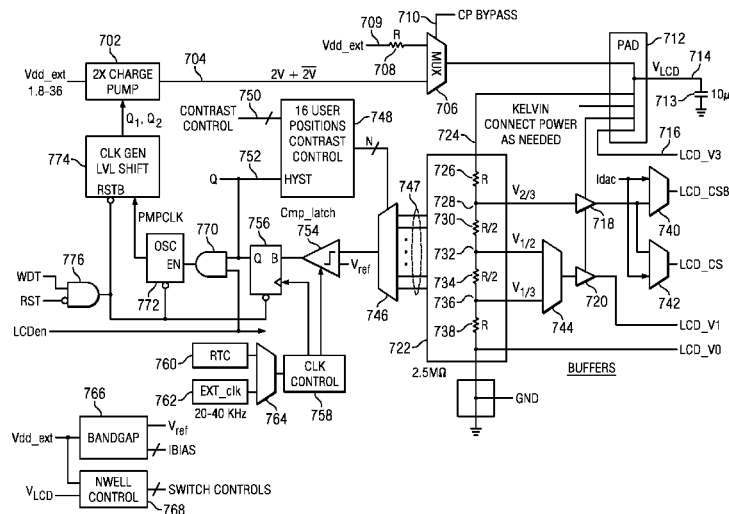 710
CP BYPASS
709
Vdd_ext
R
708
MUX
706
702
2X CHARGE
PUMP
Vdd_ext
1.8-36
704
2V + 2V
PAD
712
714
VLCD
713
10μ
Q1, Q2
750
CONTRAST
CONTROL
16 USER
POSITIONS
CONTRAST
CONTROL
748
N
HYST
752
Q
KELVIN
CONNECT POWER
AS NEEDED
724
716
LCD_V3
774
CLK GEN
LVL SHIFT
RSTB
PMPCLK
726
R
728
V2/3
730
R/2
732
V1/2
734
R/2
736
V1/3
738
R
722
2.5MΩ
747
746
Idac
718
740
LCD_CSB
LCD_CS
742
720
744
LCD_V1
LCD_V0
BUFFERS
GND
Cmp_latch
756
Q
B
754
Vref
770
OSC
EN
772
776
WDT
RST
LCDen
760
RTC
762
EXT_clk
20-40 KHz
764
CLK
CONTROL
758
766
Vdd_ext
BANDGAP
Vref
IBIAS
VLCD
NWELL
CONTROL
768
SWITCH CONTROLS